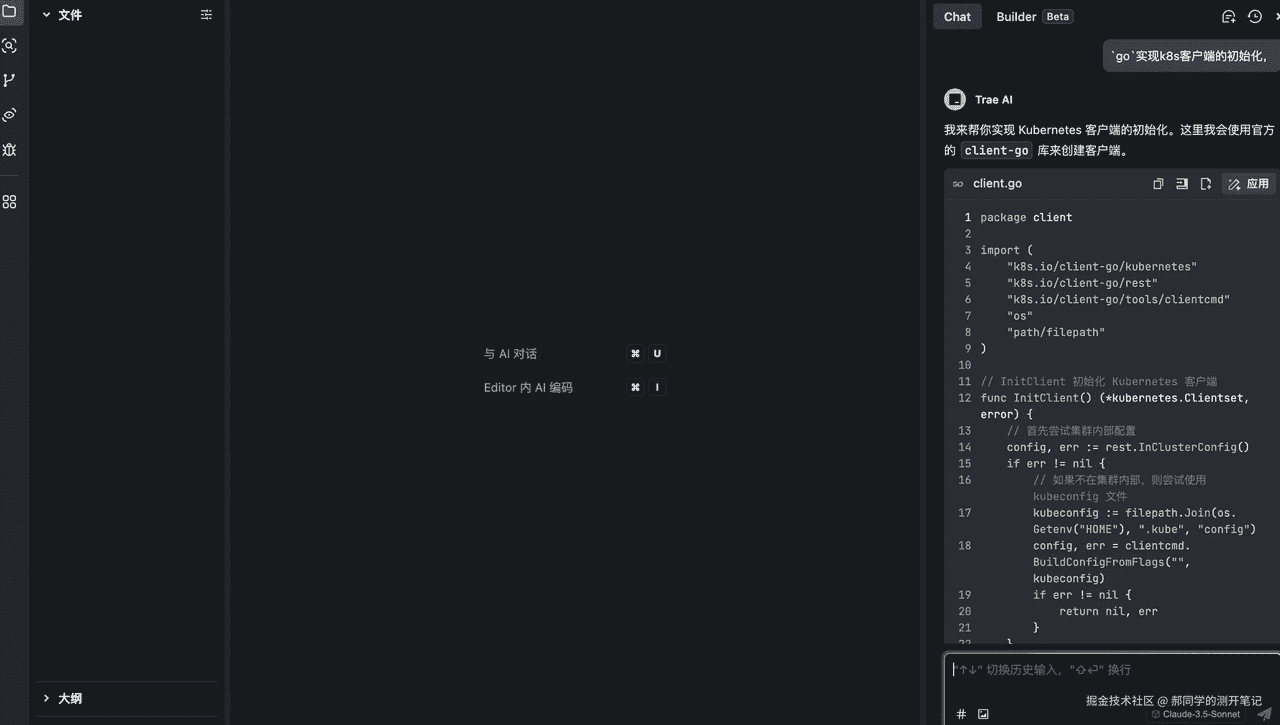 文件
Chat
Builder Beta
`go`实现k8s客户端的初始化，
Trae AI
我来帮你实现 Kubernetes 客户端的初始化。这里我会使用官方
的 client-go 库来创建客户端。
GO client.go
应用
1 package client
2
3 import (
4 "k8s.io/client-go/kubernetes"
5 "k8s.io/client-go/rest"
6 "k8s.io/client-go/tools/clientcmd"
7 "os"
8 "path/filepath"
9 )
10
11 // InitClient 初始化 Kubernetes 客户端
12 func InitClient() (*kubernetes.Clientset,
error) {
13 // 首先尝试集群内部配置
14 config, err := rest.InClusterConfig()
15 if err != nil {
16 // 如果不在集群内部，则尝试使用
kubeconfig 文件
17 kubeconfig := filepath.Join(os.
Getenv("HOME"), ".kube", "config")
18 config, err = clientcmd.
BuildConfigFromFlags("",
kubeconfig)
19 if err != nil {
20 return nil, err
21 }
22 }
与 AI 对话 ⌘ U
Editor 内 AI 编码 ⌘ I
大纲
"↑↓" 切换历史输入，"⇧⏎" 换行
掘金技术社区 @ 郝同学的测开笔记
# Claude-3.5-Sonnet